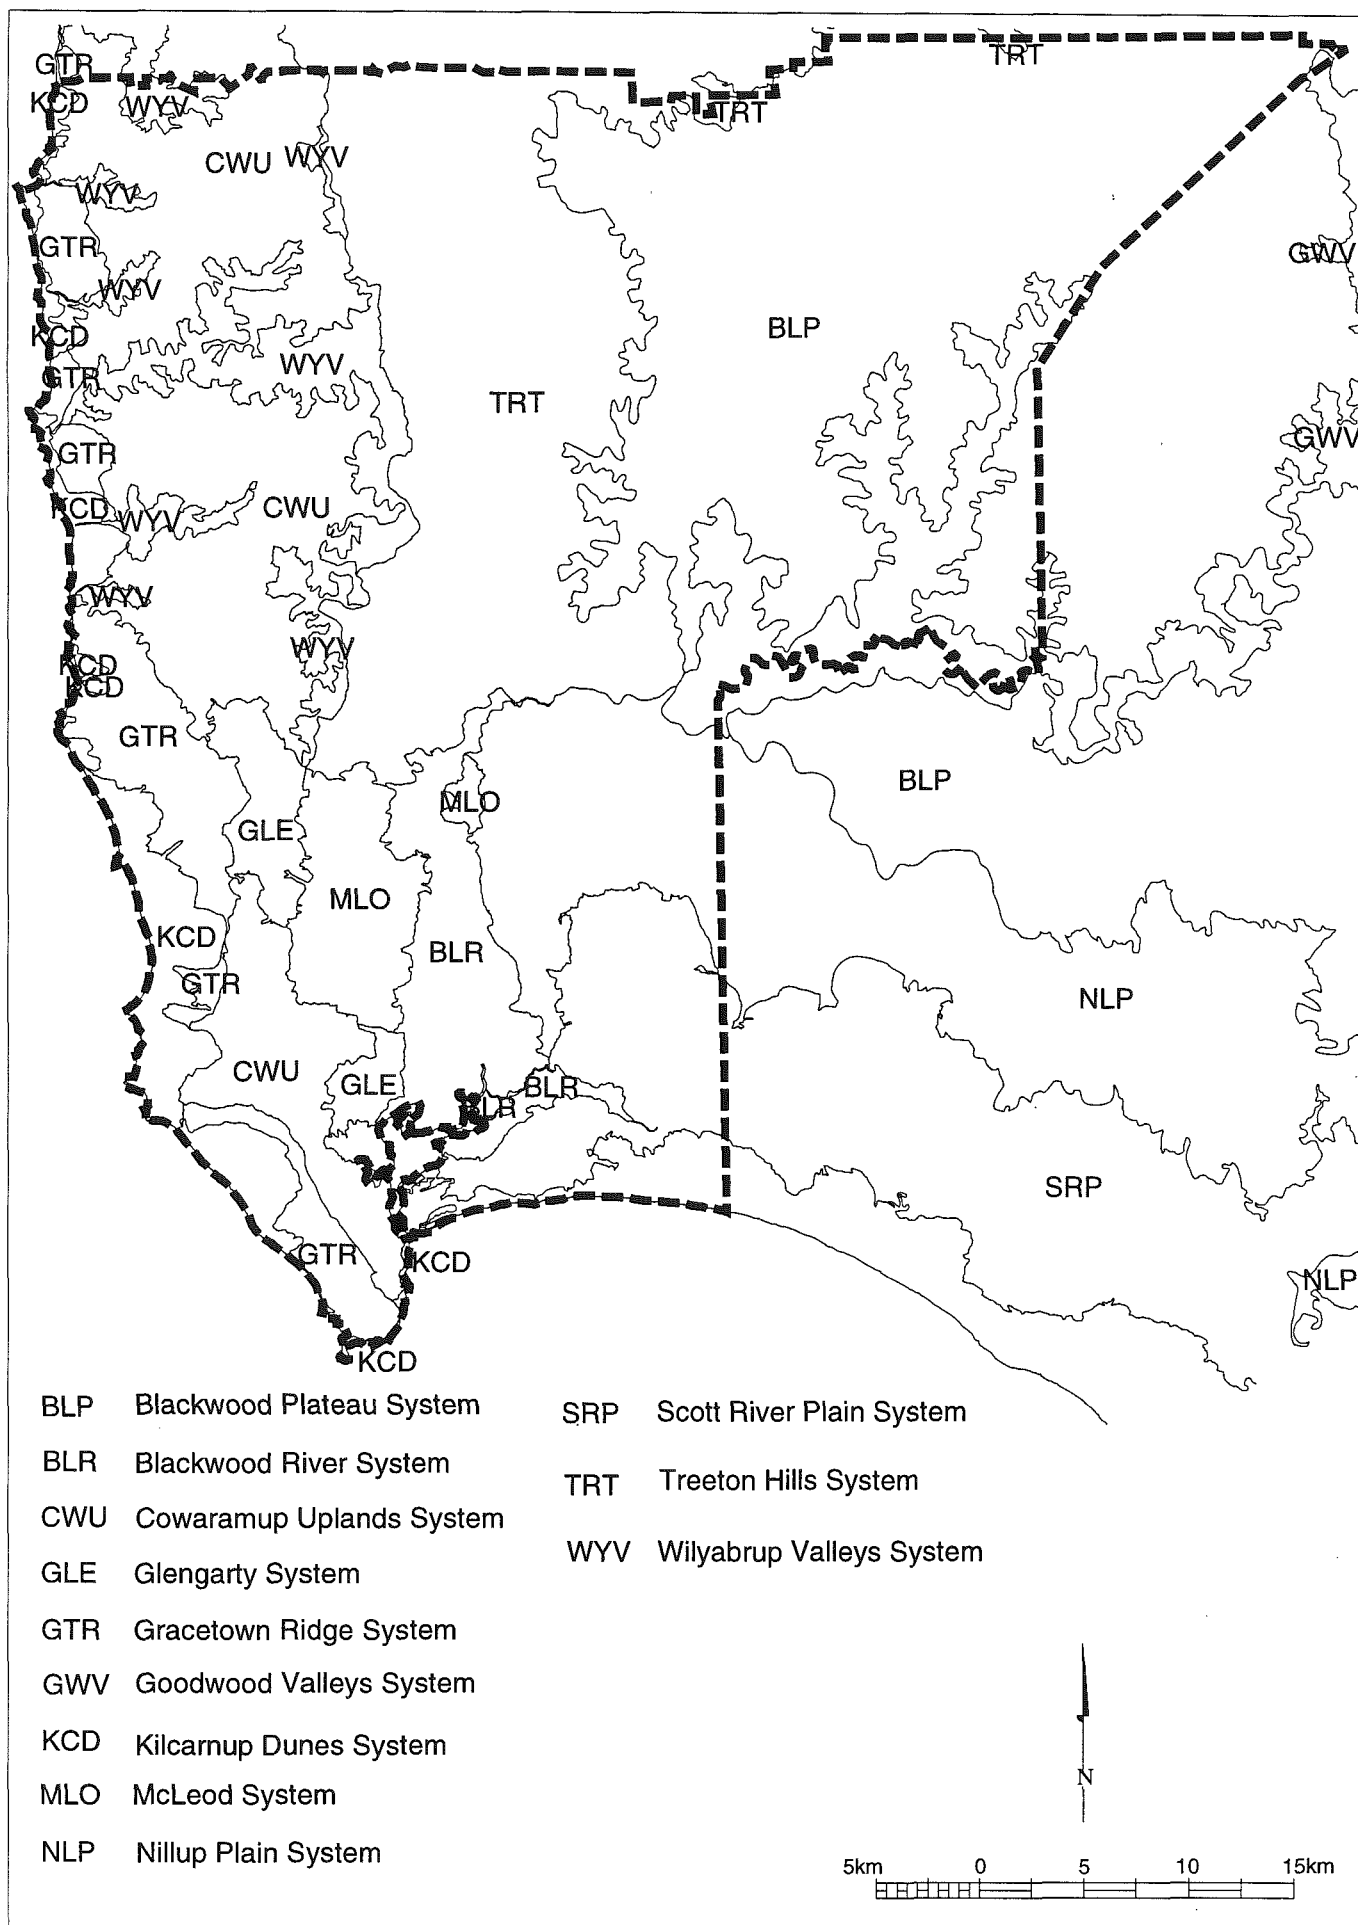 GTR
TRT
KCD
WYV
TRT
CWU
WYV
WYV
GTR
GWV
WYV
KCD
BLP
WYV
GTR
TRT
GWV
GTR
KCD
WYV
CWU
WYV
WYV
KCD
KCD
GTR
BLP
MLO
GLE
MLO
KCD
BLR
GTR
NLP
CWU
GLE
BLR
BLR
SRP
GTR
KCD
NLP
KCD
BLP Blackwood Plateau System
BLR Blackwood River System
CWU Cowaramup Uplands System
GLE Glengarty System
GTR Gracetown Ridge System
GWV Goodwood Valleys System
KCD Kilcarnup Dunes System
MLO McLeod System
NLP Nillup Plain System
SRP Scott River Plain System
TRT Treeton Hills System
WYV Wilyabrup Valleys System
N
5km 0 5 10 15km